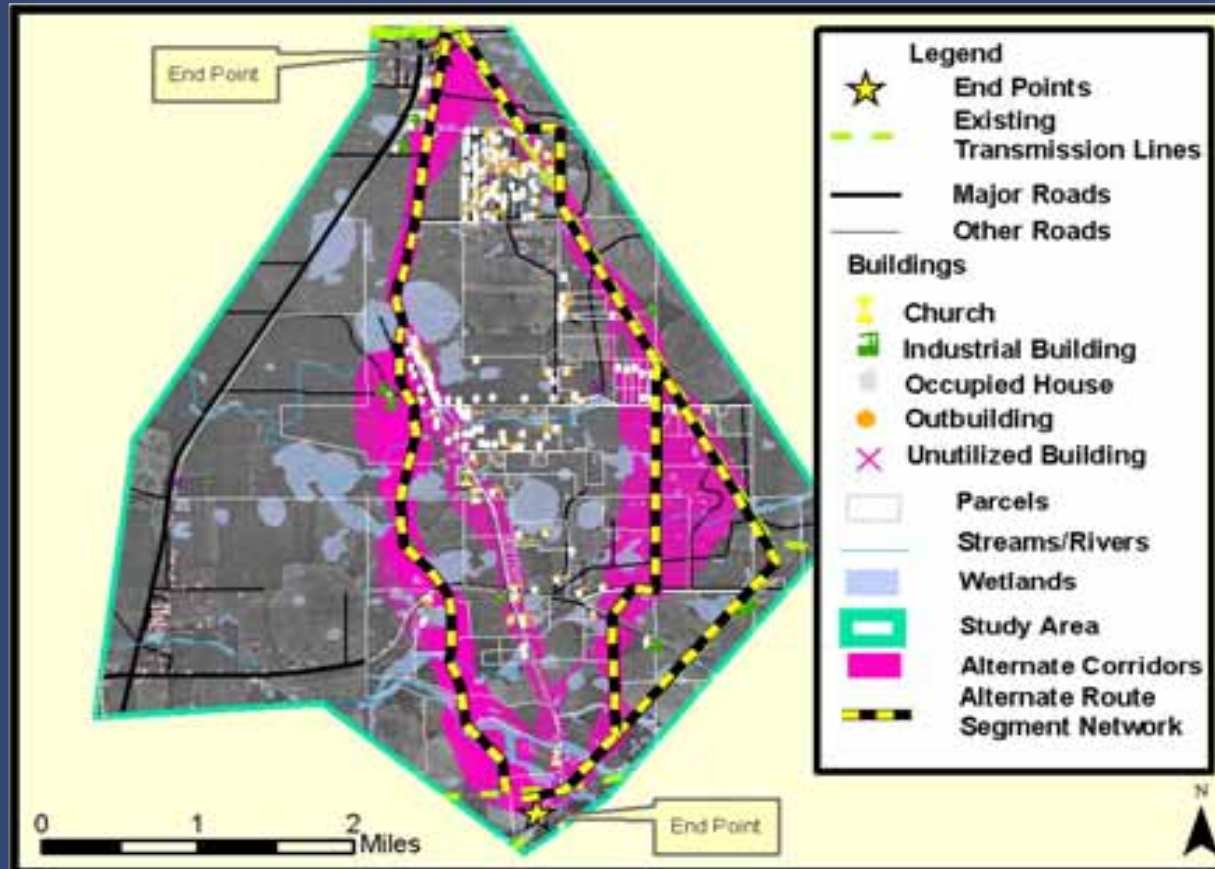 End Point
Legend
End Points
Existing
Transmission Lines
Major Roads
Other Roads
Buildings
Church
Industrial Building
Occupied House
Outbuilding
Unutilized Building
Parcels
Streams/Rivers
Wetlands
Study Area
Alternate Corridors
Alternate Route
Segment Network
End Point
0 1 2
Miles
N